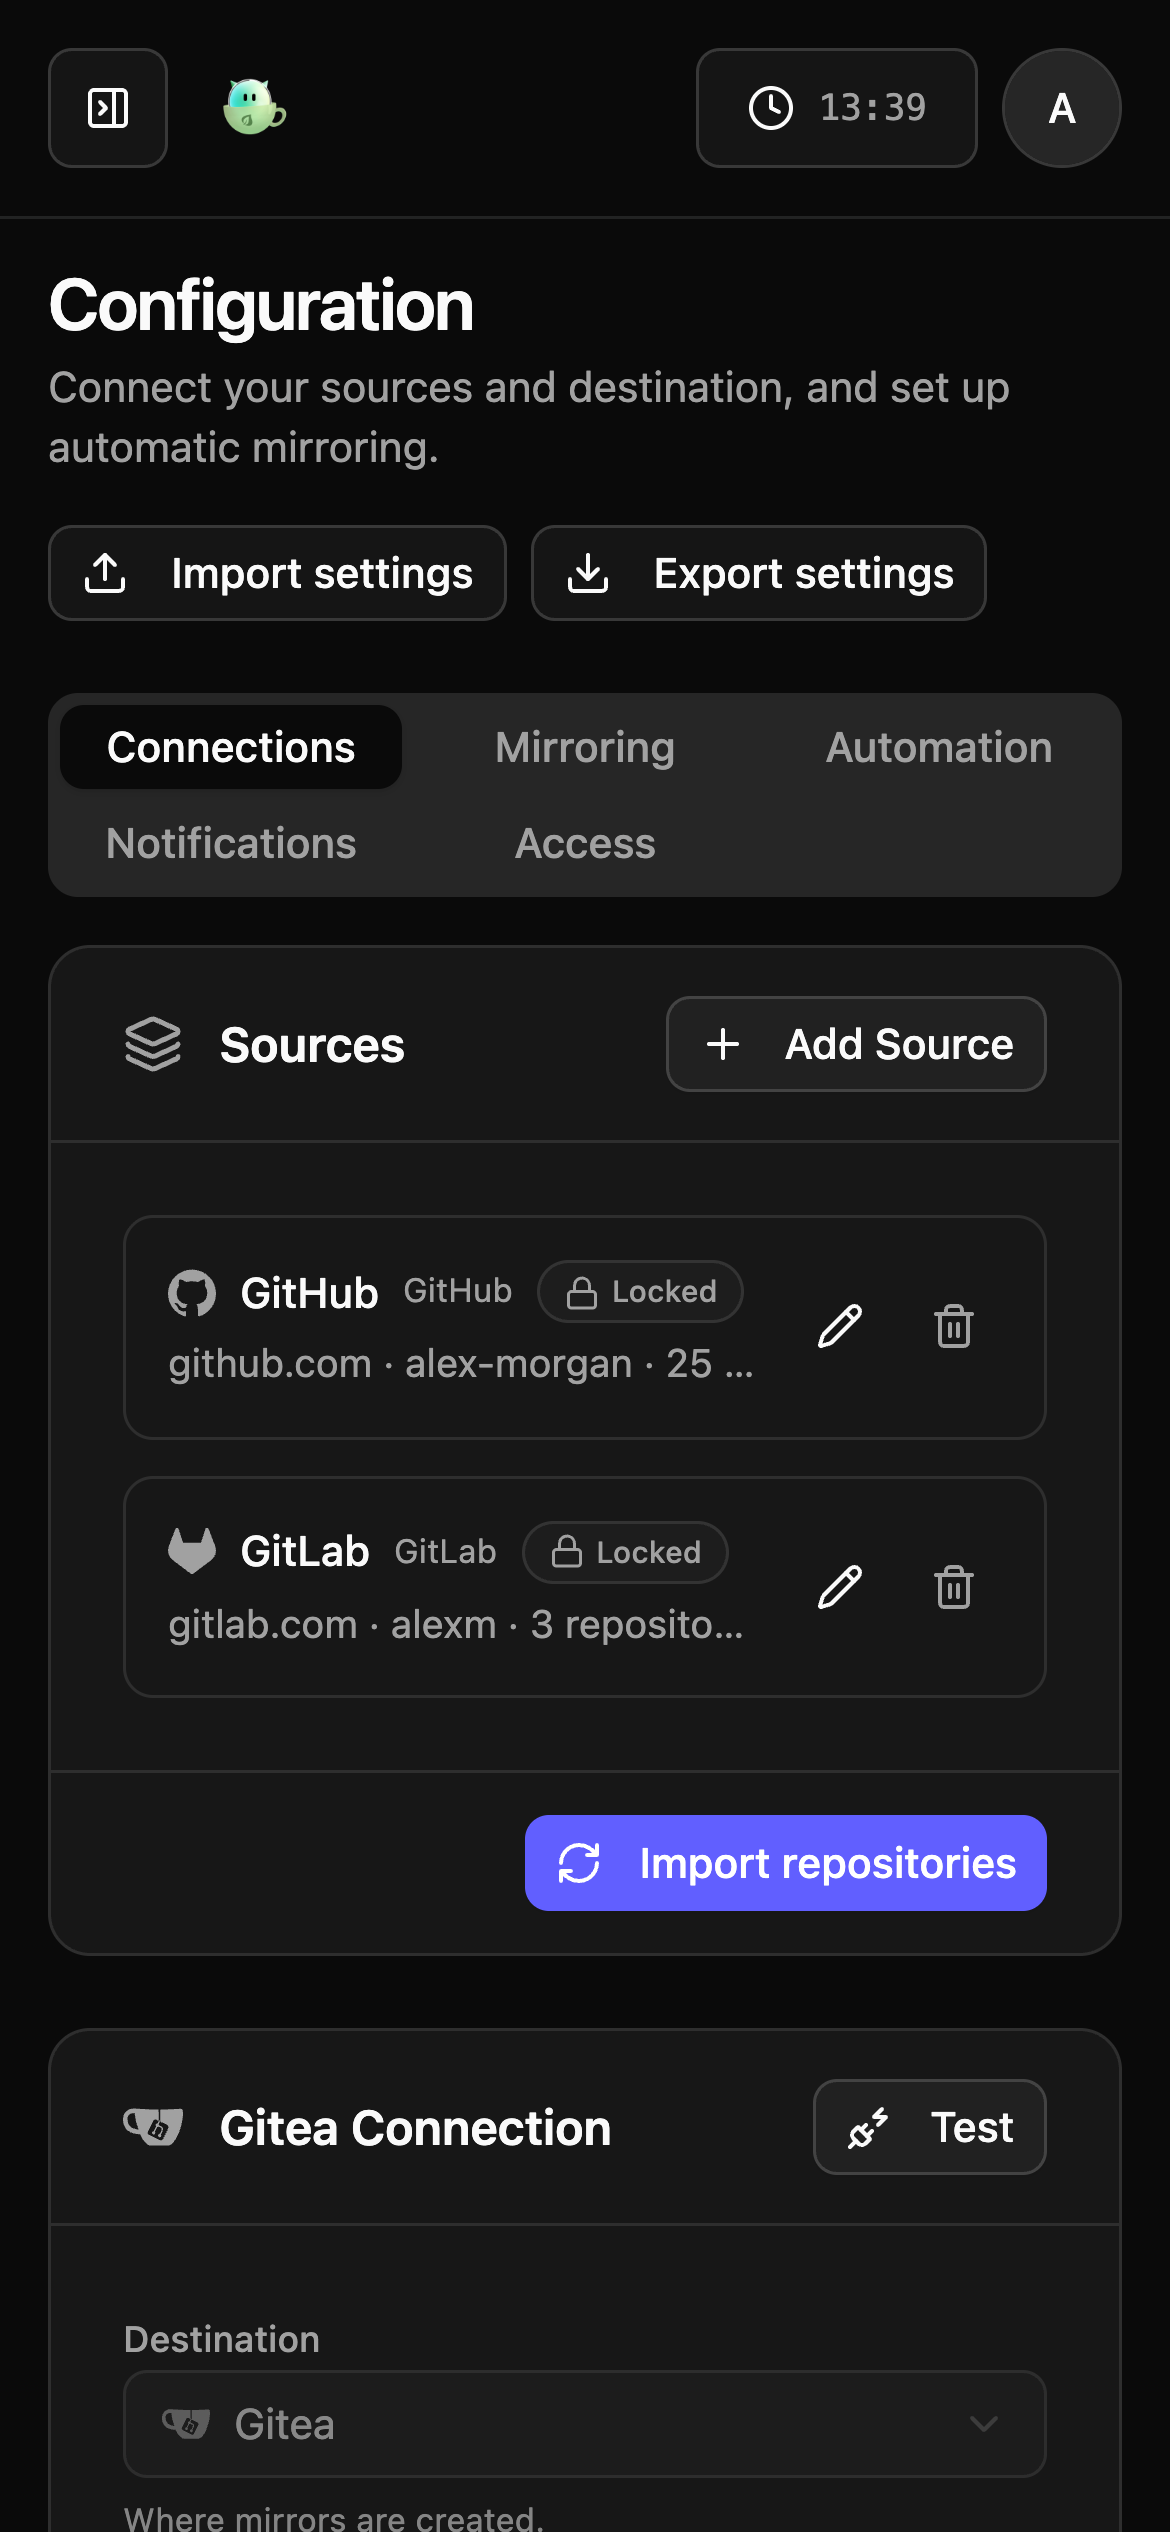 13:39
A
Configuration
Connect your sources and destination, and set up
automatic mirroring.
Import settings
Export settings
Connections
Mirroring
Automation
Notifications
Access
Sources
Add Source
GitHub GitHub Locked
github.com · alex-morgan · 25 ...
GitLab GitLab Locked
gitlab.com · alexm · 3 reposito...
Import repositories
Gitea Connection
Test
Destination
Gitea
Where mirrors are created.